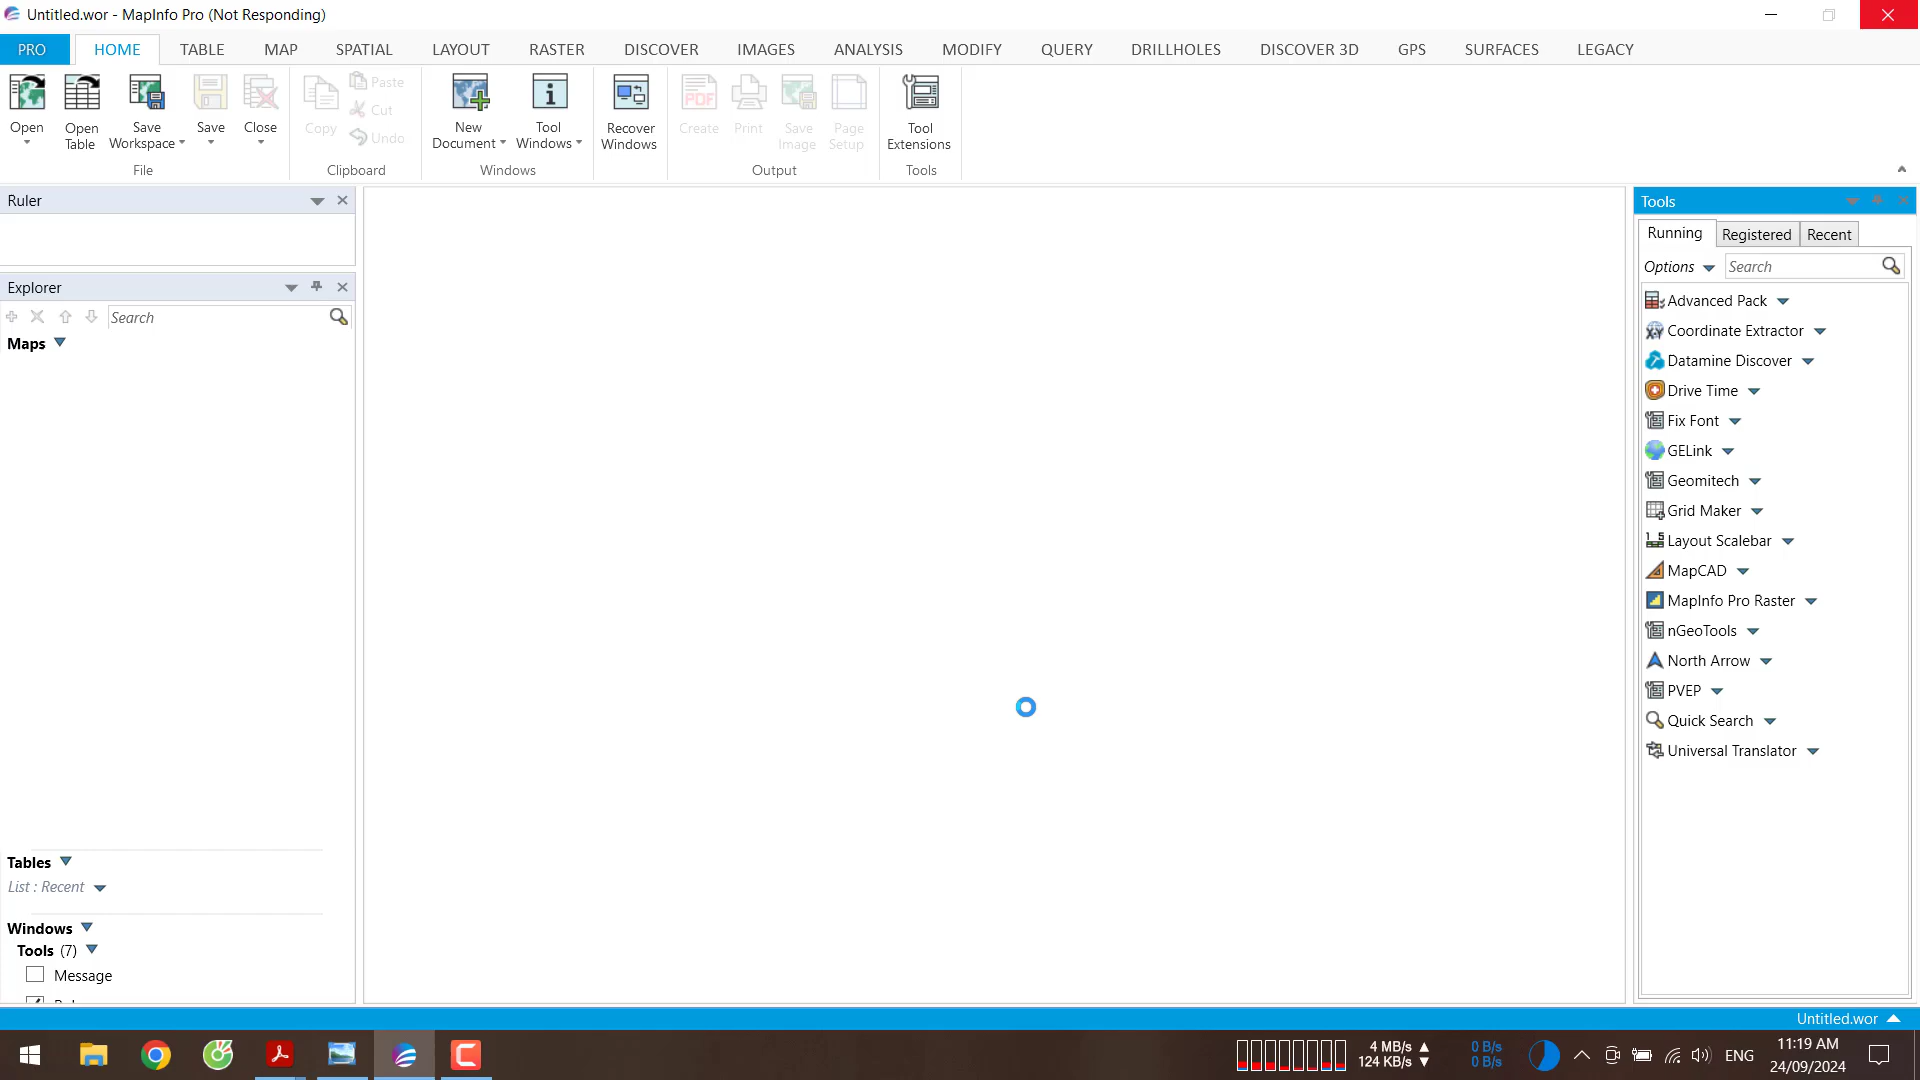 Untitled.wor - MapInfo Pro (Not Responding)
PRO HOME TABLE MAP SPATIAL LAYOUT RASTER DISCOVER IMAGES ANALYSIS MODIFY QUERY DRILLHOLES DISCOVER 3D GPS SURFACES LEGACY
Open
Open Table
Save Workspace
Save
Close
File
Copy
Paste
Cut
Undo
Clipboard
New Document
Tool Windows
Windows
Recover Windows
Create
PDF
Print
Save Image
Page Setup
Output
Tool Extensions
Tools
Ruler
Explorer
Search
Maps
Tables
List : Recent
Windows
Tools (7)
Message
Tools
Running Registered Recent
Options Search
Advanced Pack
Coordinate Extractor
Datamine Discover
Drive Time
Fix Font
GELink
Geomitech
Grid Maker
Layout Scalebar
MapCAD
MapInfo Pro Raster
nGeoTools
North Arrow
PVEP
Quick Search
Universal Translator
Untitled.wor
4 MB/s
124 KB/s
0 B/s
0 B/s
ENG
11:19 AM
24/09/2024